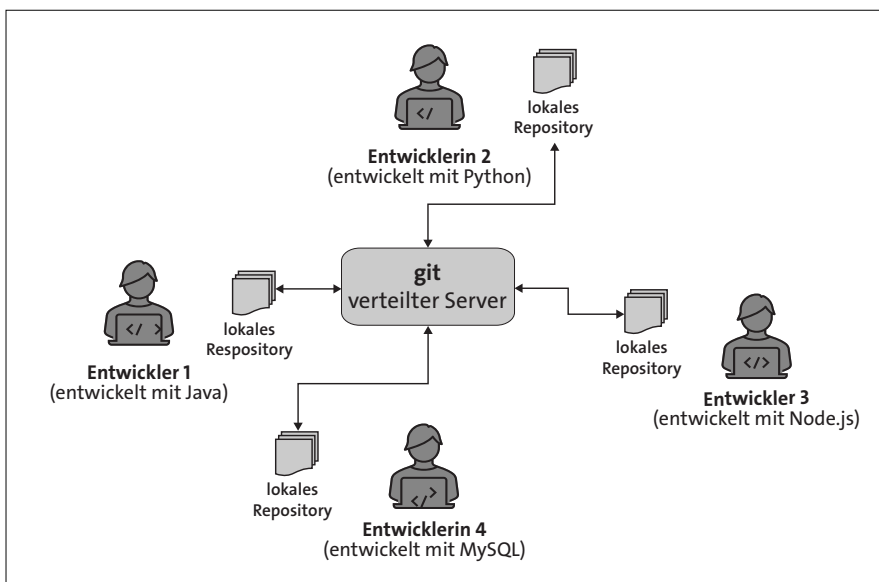 lokales
Repository
Entwicklerin 2
(entwickelt mit Python)
git
verteilter Server
lokales
Respository
Entwickler 1
(entwickelt mit Java)
lokales
Repository
Entwickler 3
(entwickelt mit Node.js)
lokales
Repository
Entwicklerin 4
(entwickelt mit MySQL)